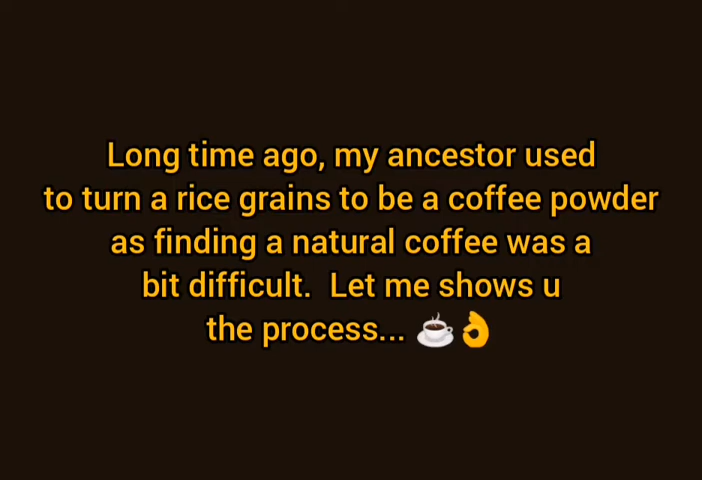 Long time ago, my ancestor used
to turn a rice grains to be a coffee powder
as finding a natural coffee was a
bit difficult.  Let me shows u
the process... ☕👌